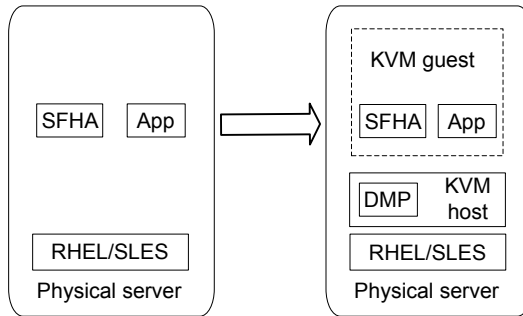 SFHA App
RHEL/SLES
Physical server
KVM guest
SFHA App
DMP KVM
host
RHEL/SLES
Physical server